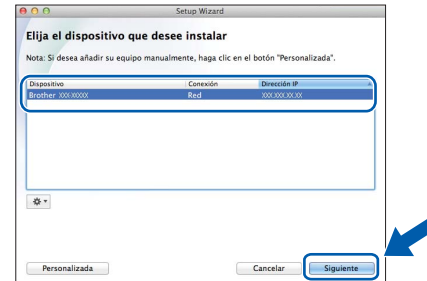 Setup Wizard
Elija el dispositivo que desee instalar
Nota: Si desea añadir su equipo manualmente, haga clic en el botón "Personalizada".
Dispositivo Conexión Dirección IP
Brother XXX-XXXXX Red XXX.XXX.XX.XX
Personalizada Cancelar Siguiente